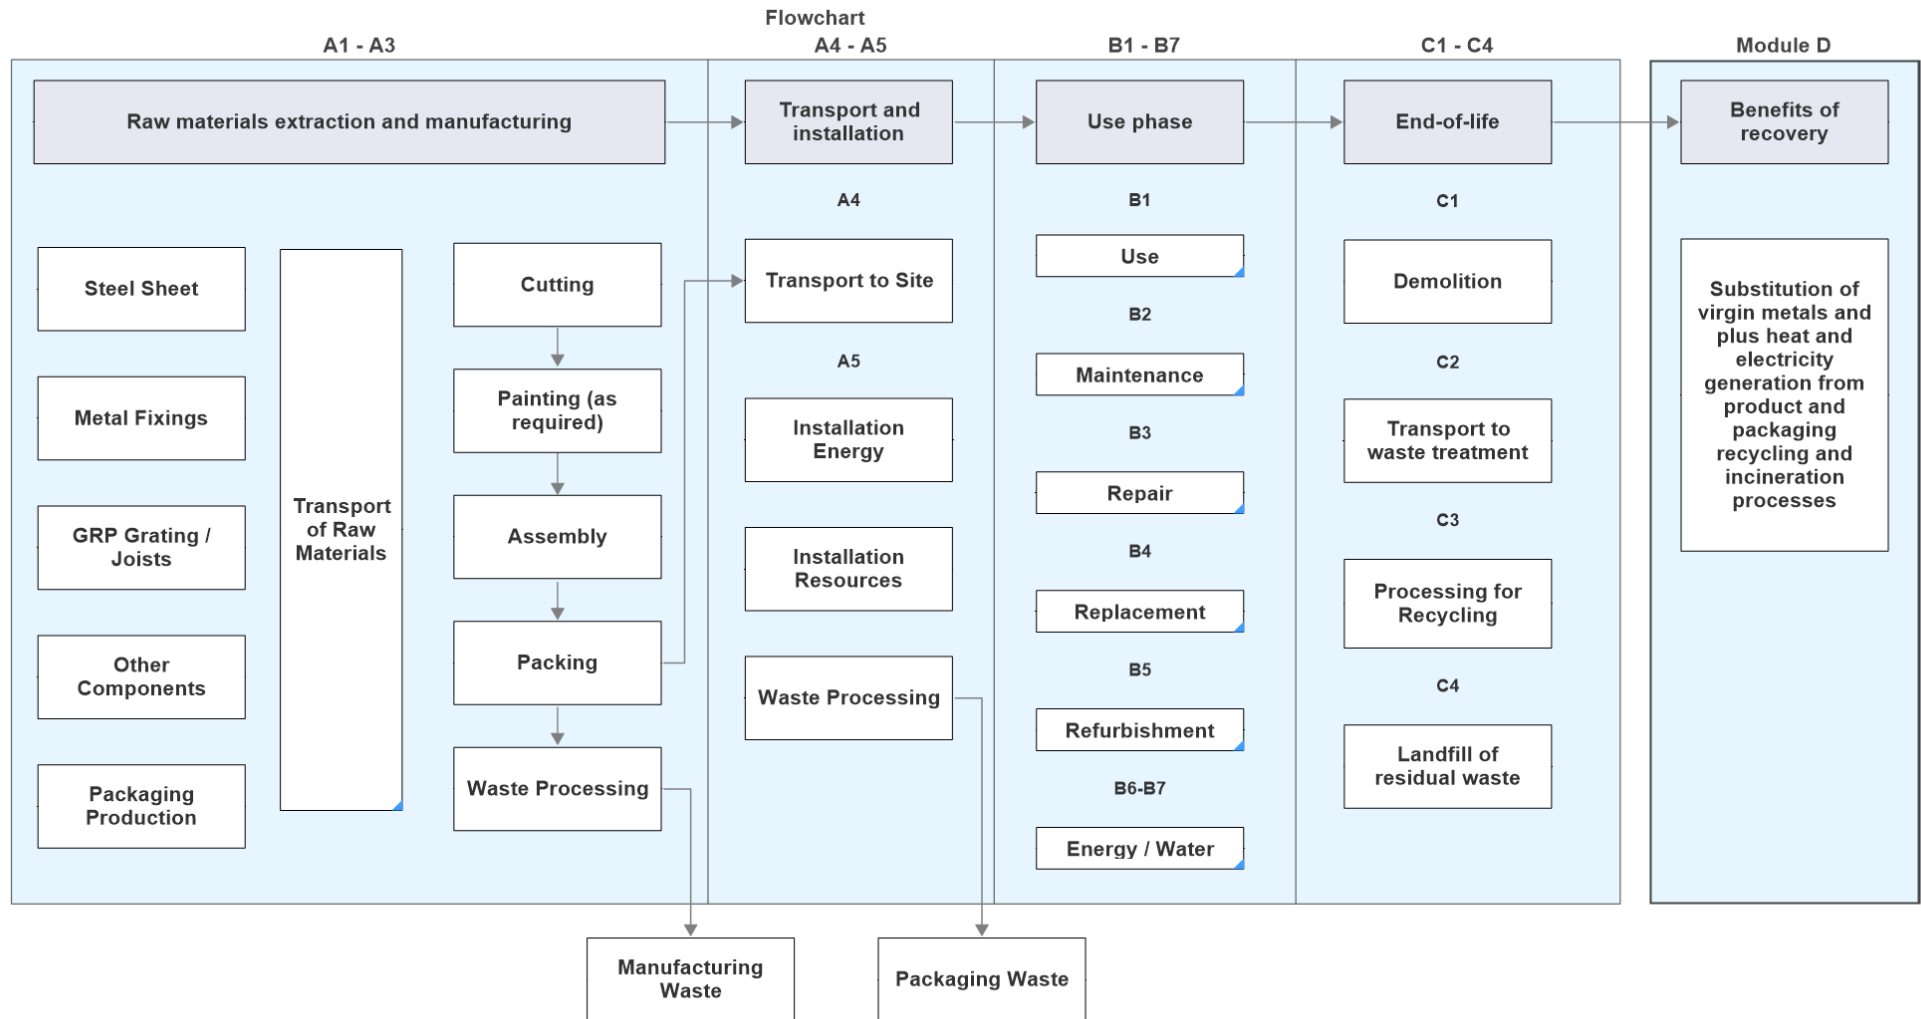 Flowchart
A1 - A3
A4 - A5
B1 - B7
C1 - C4
Module D
Raw materials extraction and manufacturing
Transport and
installation
Use phase
End-of-life
Benefits of
recovery
Steel Sheet
Metal Fixings
GRP Grating /
Joists
Other
Components
Packaging
Production
Transport
of Raw
Materials
Cutting
Painting (as
required)
Assembly
Packing
Waste Processing
A4
Transport to Site
A5
Installation
Energy
Installation
Resources
Waste Processing
B1
Use
B2
Maintenance
B3
Repair
B4
Replacement
B5
Refurbishment
B6-B7
Energy / Water
C1
Demolition
C2
Transport to
waste treatment
C3
Processing for
Recycling
C4
Landfill of
residual waste
Substitution of
virgin metals and
plus heat and
electricity
generation from
product and
packaging
recycling and
incineration
processes
Manufacturing
Waste
Packaging Waste